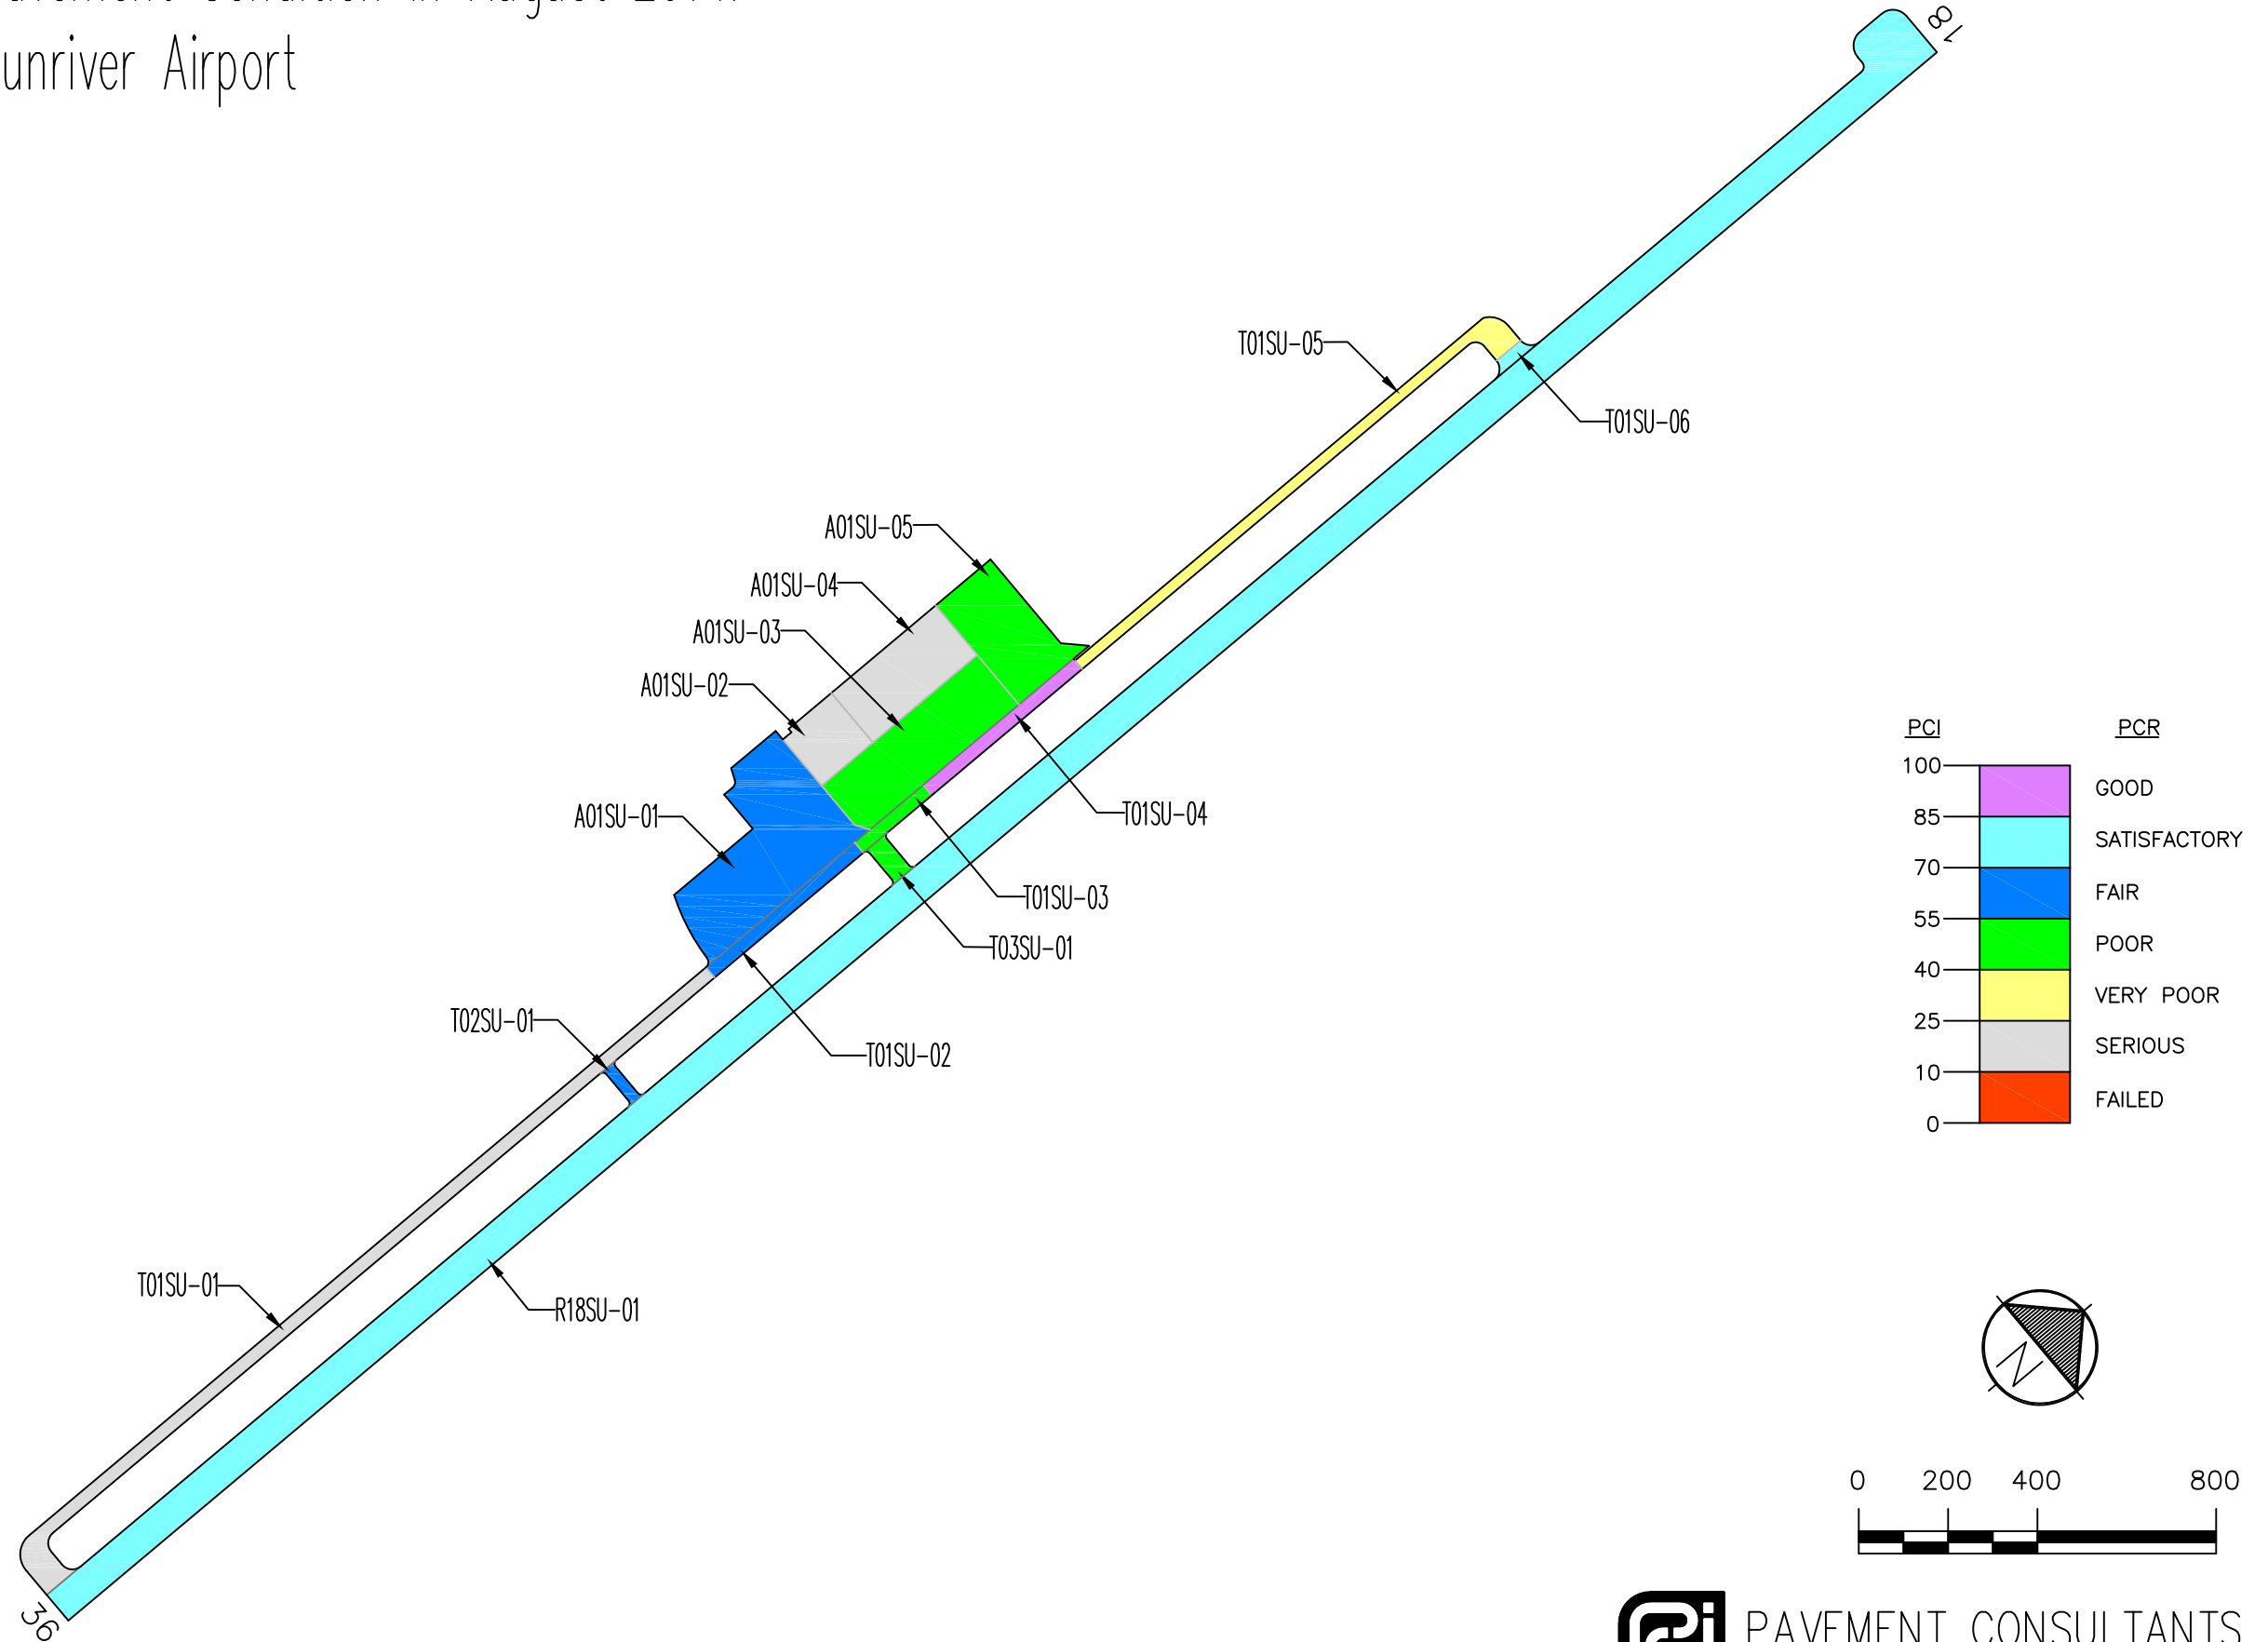 unriver Airport
18
T01SU-05
T01SU-06
A01SU-05
A01SU-04
A01SU-03
A01SU-02
A01SU-01
T01SU-04
T01SU-03
T03SU-01
T02SU-01
T01SU-02
T01SU-01
R18SU-01
36
PCI PCR
100
GOOD
85
SATISFACTORY
70
FAIR
55
POOR
40
VERY POOR
25
SERIOUS
10
FAILED
0
N
0 200 400 800
PAVEMENT CONSULTANTS